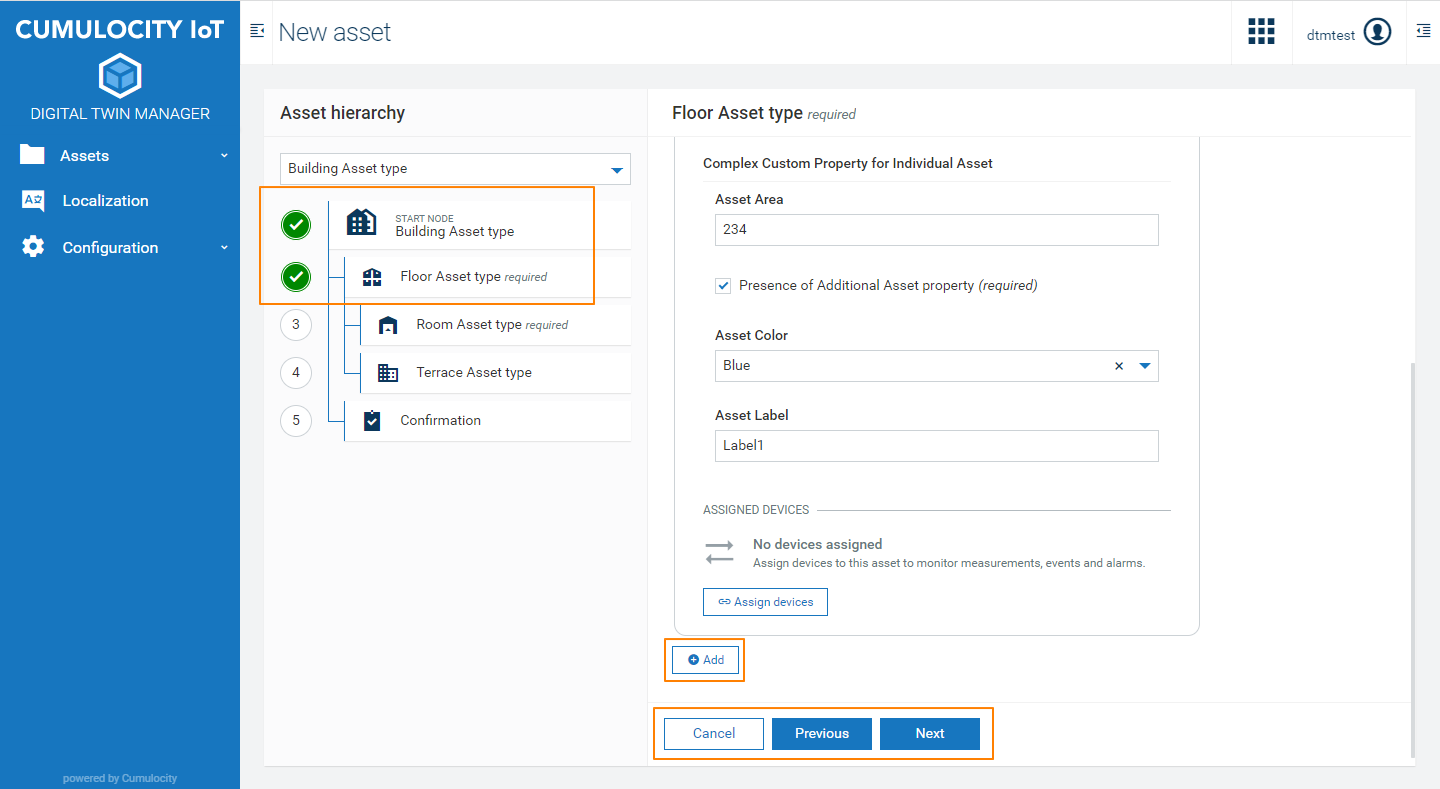 CUMULOCITY IoT
DIGITAL TWIN MANAGER
Assets
Localization
Configuration
powered by Cumulocity
New asset
dtmtest
Asset hierarchy
Building Asset type
START NODE
Building Asset type
Floor Asset type required
3 Room Asset type required
4 Terrace Asset type
5 Confirmation
Floor Asset type required
Complex Custom Property for Individual Asset
Asset Area
234
Presence of Additional Asset property (required)
Asset Color
Blue
Asset Label
Label1
ASSIGNED DEVICES
No devices assigned
Assign devices to this asset to monitor measurements, events and alarms.
Assign devices
Add
Cancel Previous Next